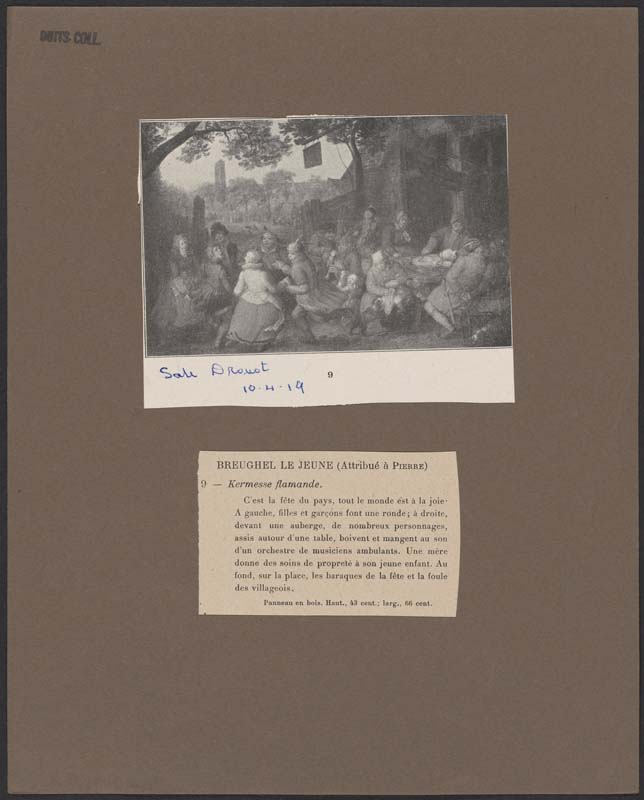 DUITS COLL.
Sale Drouot 9
10.4.19
BREUGHEL LE JEUNE (Attribué à PIERRE)
9 — Kermesse flamande.
C'est la fête du pays, tout le monde est à la joie.
A gauche, filles et garçons font une ronde; à droite,
devant une auberge, de nombreux personnages,
assis autour d'une table, boivent et mangent au son
d'un orchestre de musiciens ambulants. Une mère
donne des soins de propreté à son jeune enfant. Au
fond, sur la place, les baraques de la fête et la foule
des villageois.
Panneau en bois. Haut., 43 cent.; larg., 66 cent.